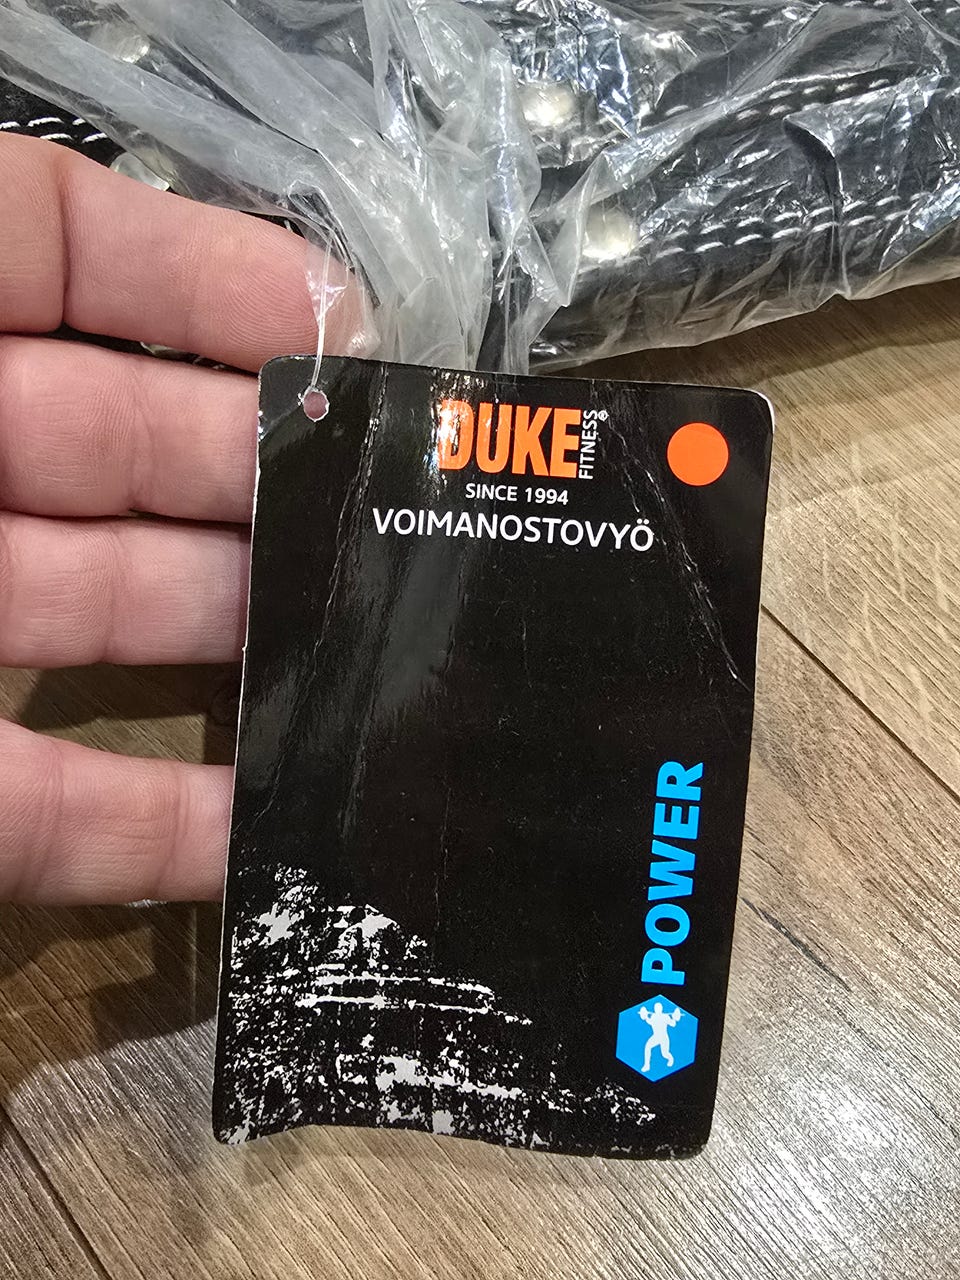 DUKE
FITNESS®
SINCE 1994
VOIMANOSTOVYÖ
POWER